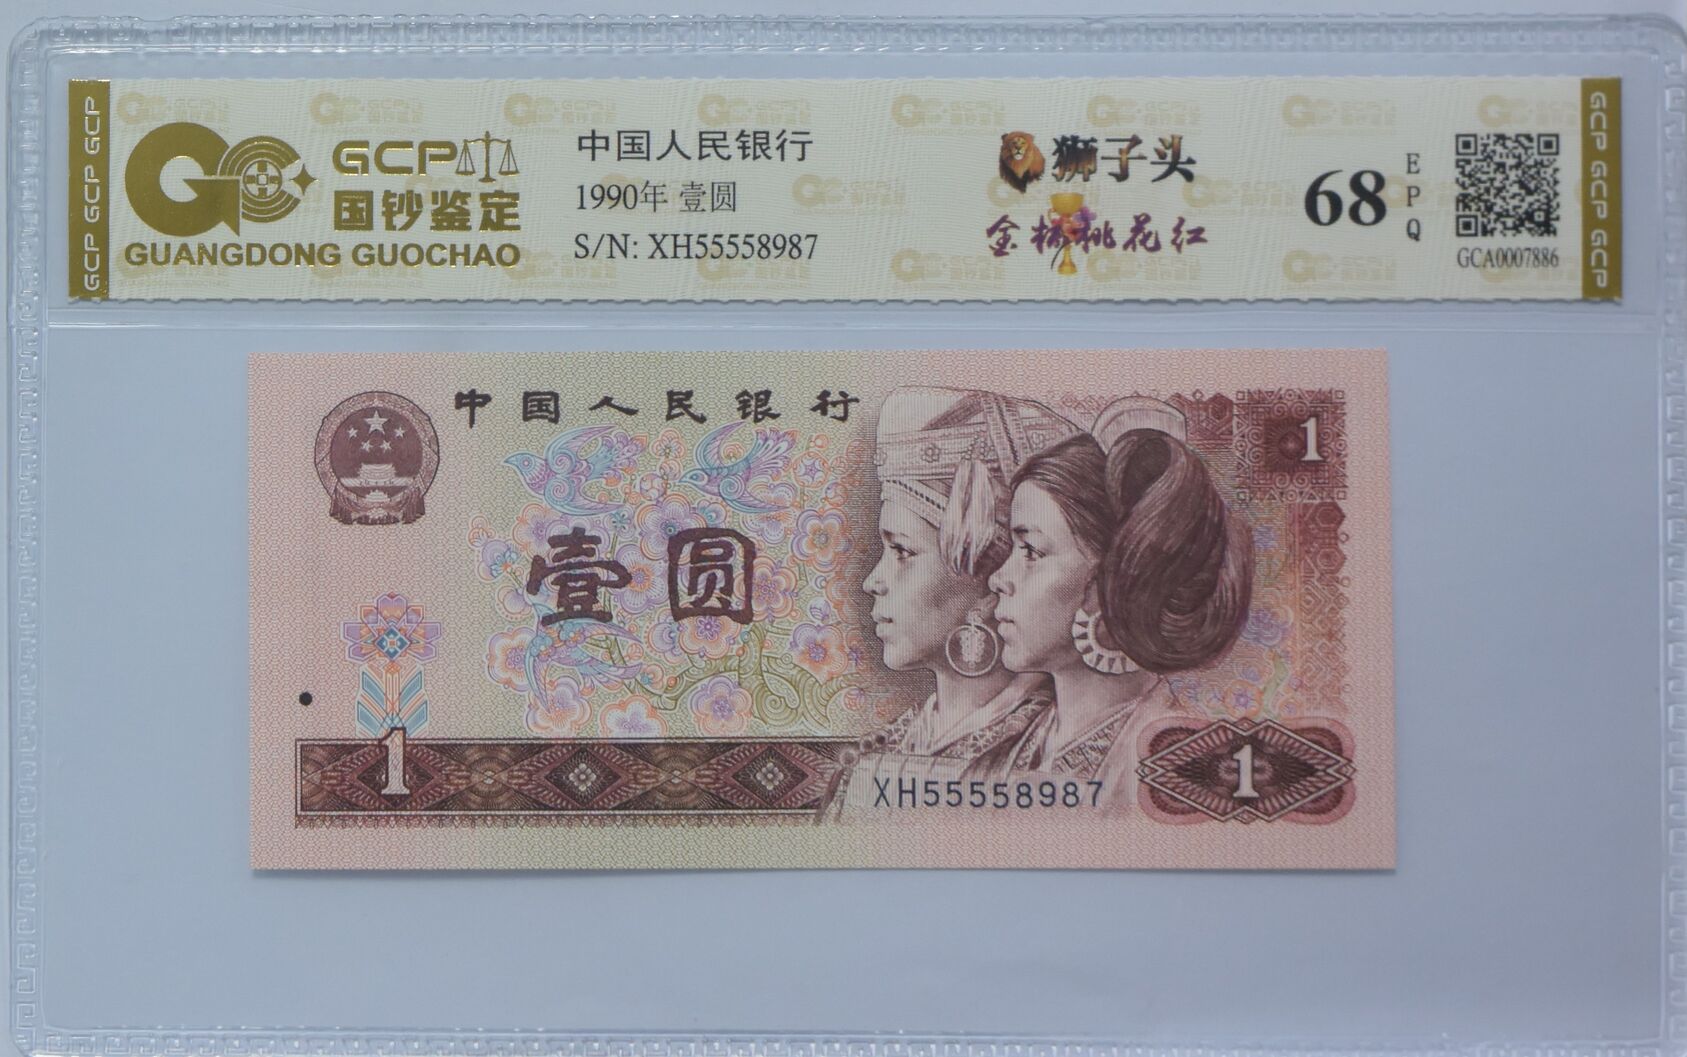 GCP GCP GCP
GCP
国钞鉴定
GUANGDONG GUOCHAO
中国人民银行
1990年 壹圆
S/N: XH55558987
狮子头
金杯桃花红
68
EPQ
GCA0007886
GCP GCP GCP
中国人民银行
1
壹圆
1
XH55558987
1